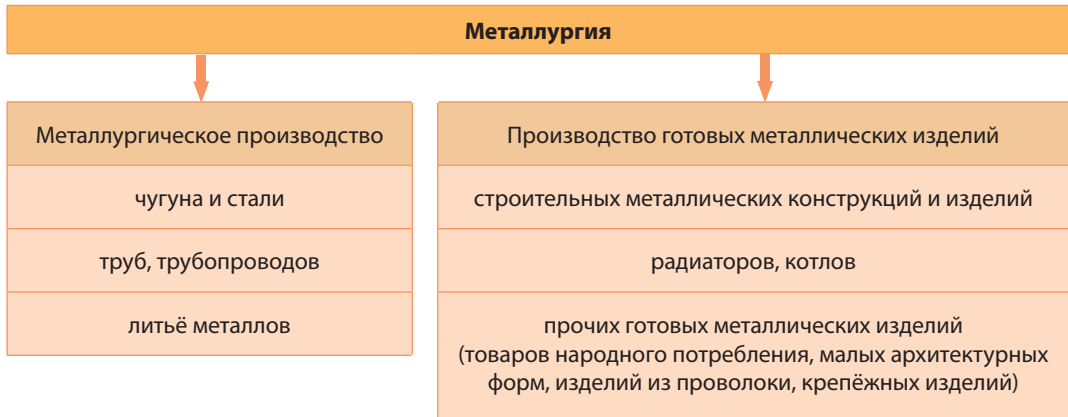 Металлургия
Металлургическое производство
чугуна и стали
труб, трубопроводов
литьё металлов
Производство готовых металлических изделий
строительных металлических конструкций и изделий
радиаторов, котлов
прочих готовых металлических изделий
(товаров народного потребления, малых архитектурных
форм, изделий из проволоки, крепёжных изделий)